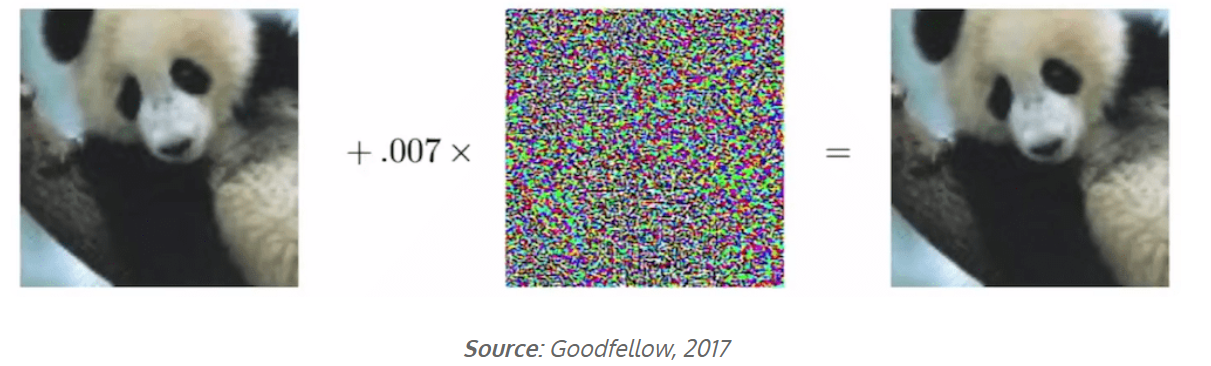 + .007 ×
=
Source: Goodfellow, 2017